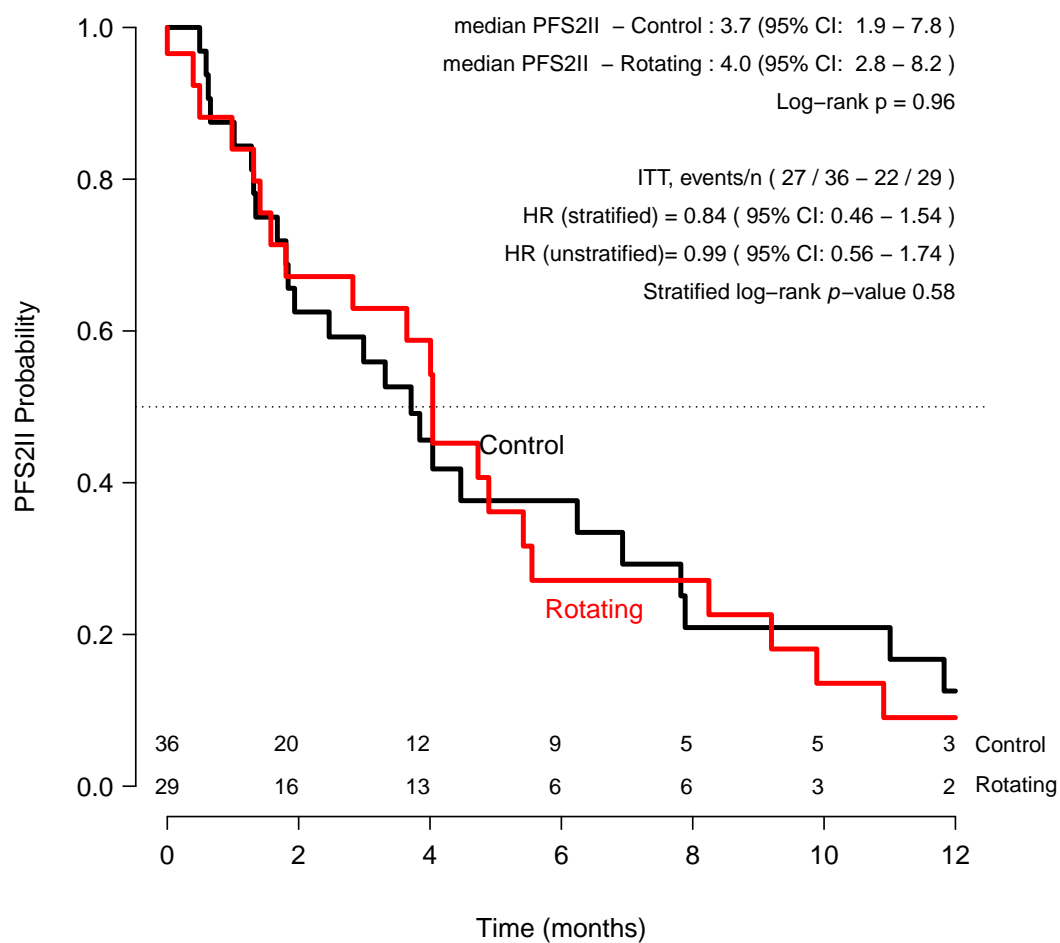 median PFS2II − Control : 3.7 (95% CI: 1.9 − 7.8 )
median PFS2II − Rotating : 4.0 (95% CI: 2.8 − 8.2 )
Log−rank p = 0.96
ITT, events/n ( 27 / 36 − 22 / 29 )
HR (stratified) = 0.84 ( 95% CI: 0.46 − 1.54 )
HR (unstratified)= 0.99 ( 95% CI: 0.56 − 1.74 )
Stratified log−rank p−value 0.58
PFS2II Probability
1.0
0.8
0.6
0.4
0.2
0.0
Control
Rotating
36 20 12 9 5 5 3 Control
29 16 13 6 6 3 2 Rotating
0 2 4 6 8 10 12
Time (months)